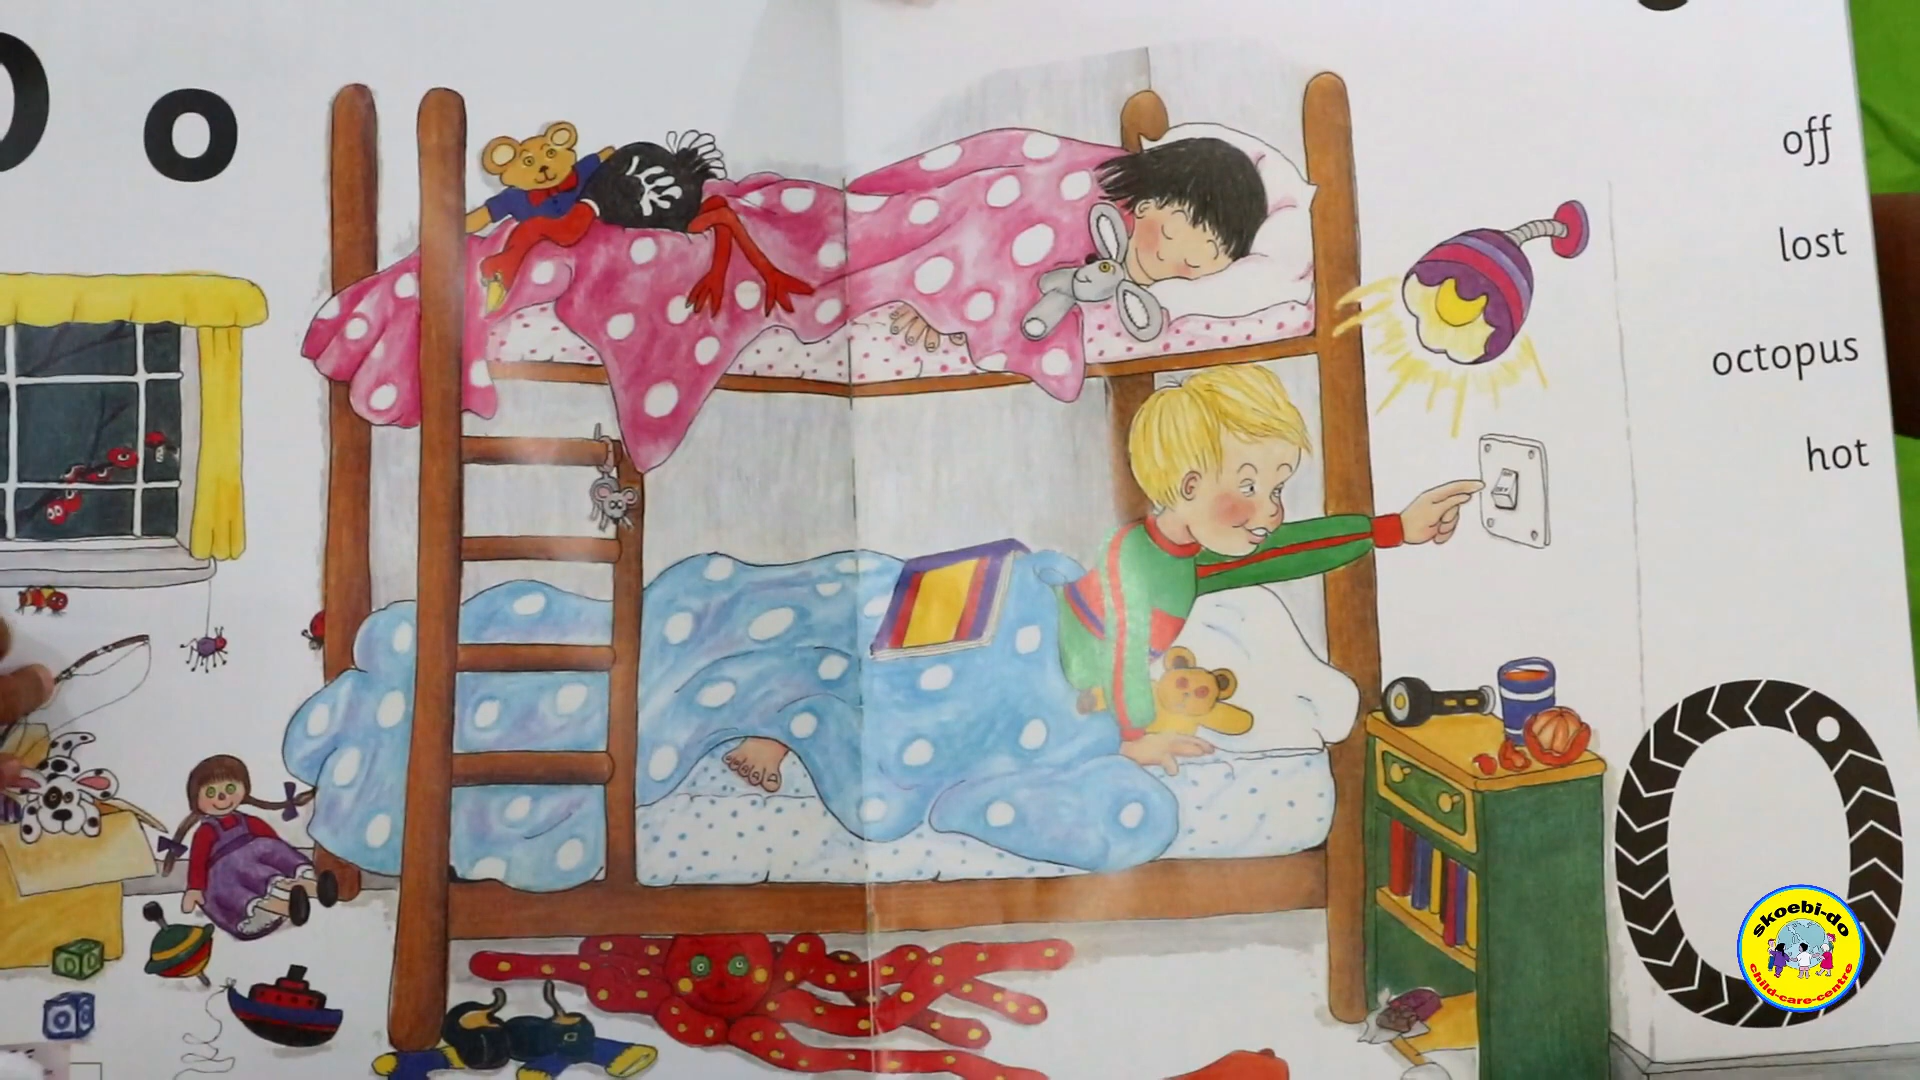 O o
off
lost
octopus
hot
O
skoebi-do
child-care-centre